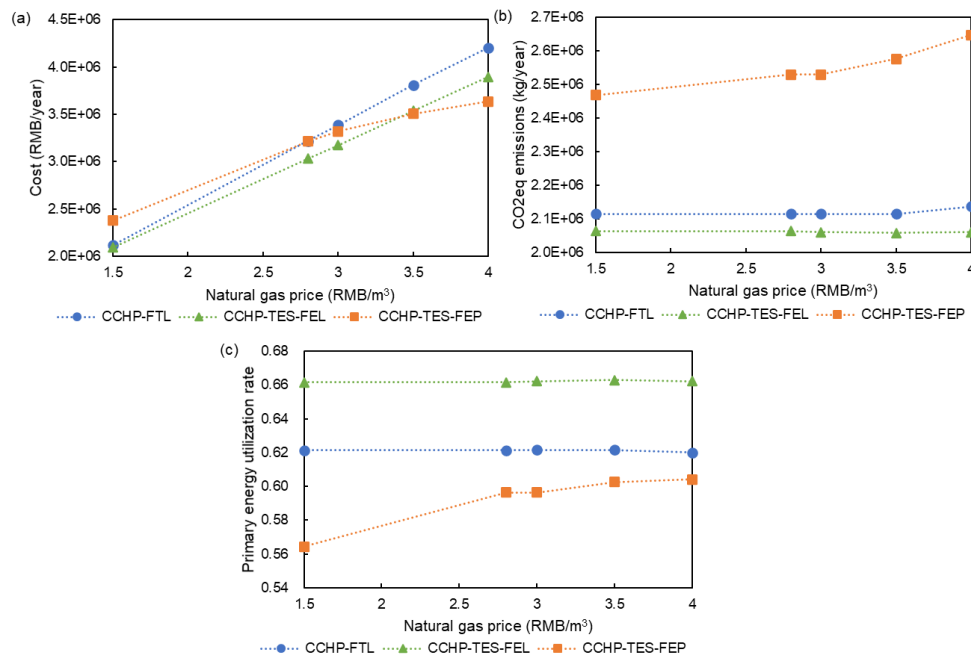 (a)
Cost (RMB/year)
4.5E+06
4.0E+06
3.5E+06
3.0E+06
2.5E+06
2.0E+06
1.5 2 2.5 3 3.5 4
Natural gas price (RMB/m³)
CCHP-FTL CCHP-TES-FEL CCHP-TES-FEP
(b)
CO2eq emissions (kg/year)
2.7E+06
2.6E+06
2.5E+06
2.4E+06
2.3E+06
2.2E+06
2.1E+06
2.0E+06
1.5 2 2.5 3 3.5 4
Natural gas price (RMB/m³)
CCHP-FTL CCHP-TES-FEL CCHP-TES-FEP
(c)
Primary energy utilization rate
0.68
0.66
0.64
0.62
0.60
0.58
0.56
0.54
1.5 2 2.5 3 3.5 4
Natural gas price (RMB/m³)
CCHP-FTL CCHP-TES-FEL CCHP-TES-FEP